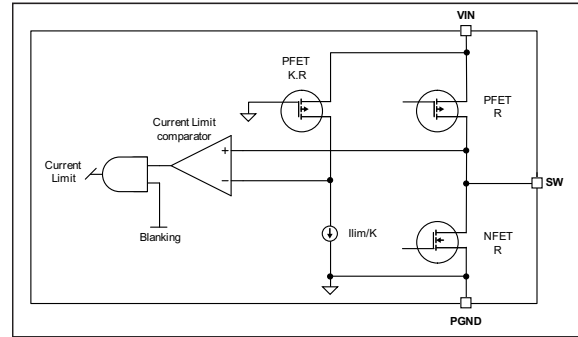 VIN
PFET
K.R
PFET
R
Current Limit
comparator
+
−
Current
Limit
Blanking
Ilim/K
SW
NFET
R
PGND